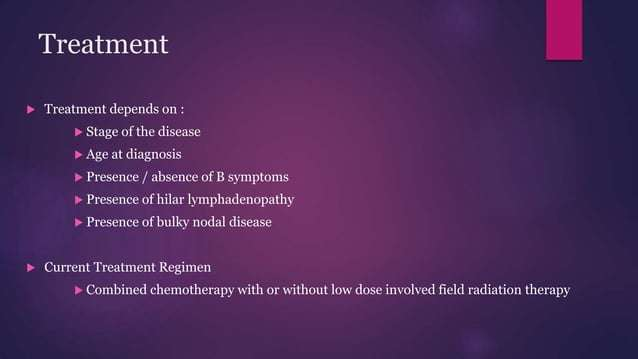 Treatment
Treatment depends on :
Stage of the disease
Age at diagnosis
Presence / absence of B symptoms
Presence of hilar lymphadenopathy
Presence of bulky nodal disease
Current Treatment Regimen
Combined chemotherapy with or without low dose involved field radiation therapy